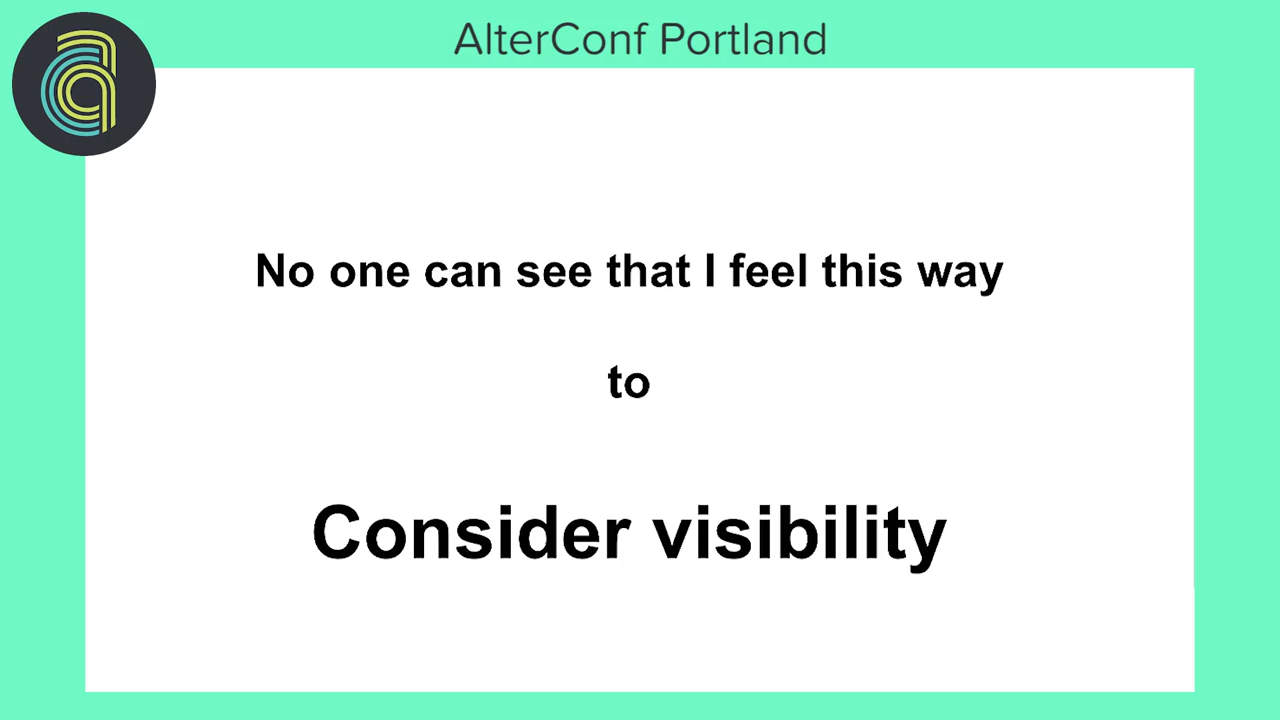 AlterConf Portland
No one can see that I feel this way
to
Consider visibility